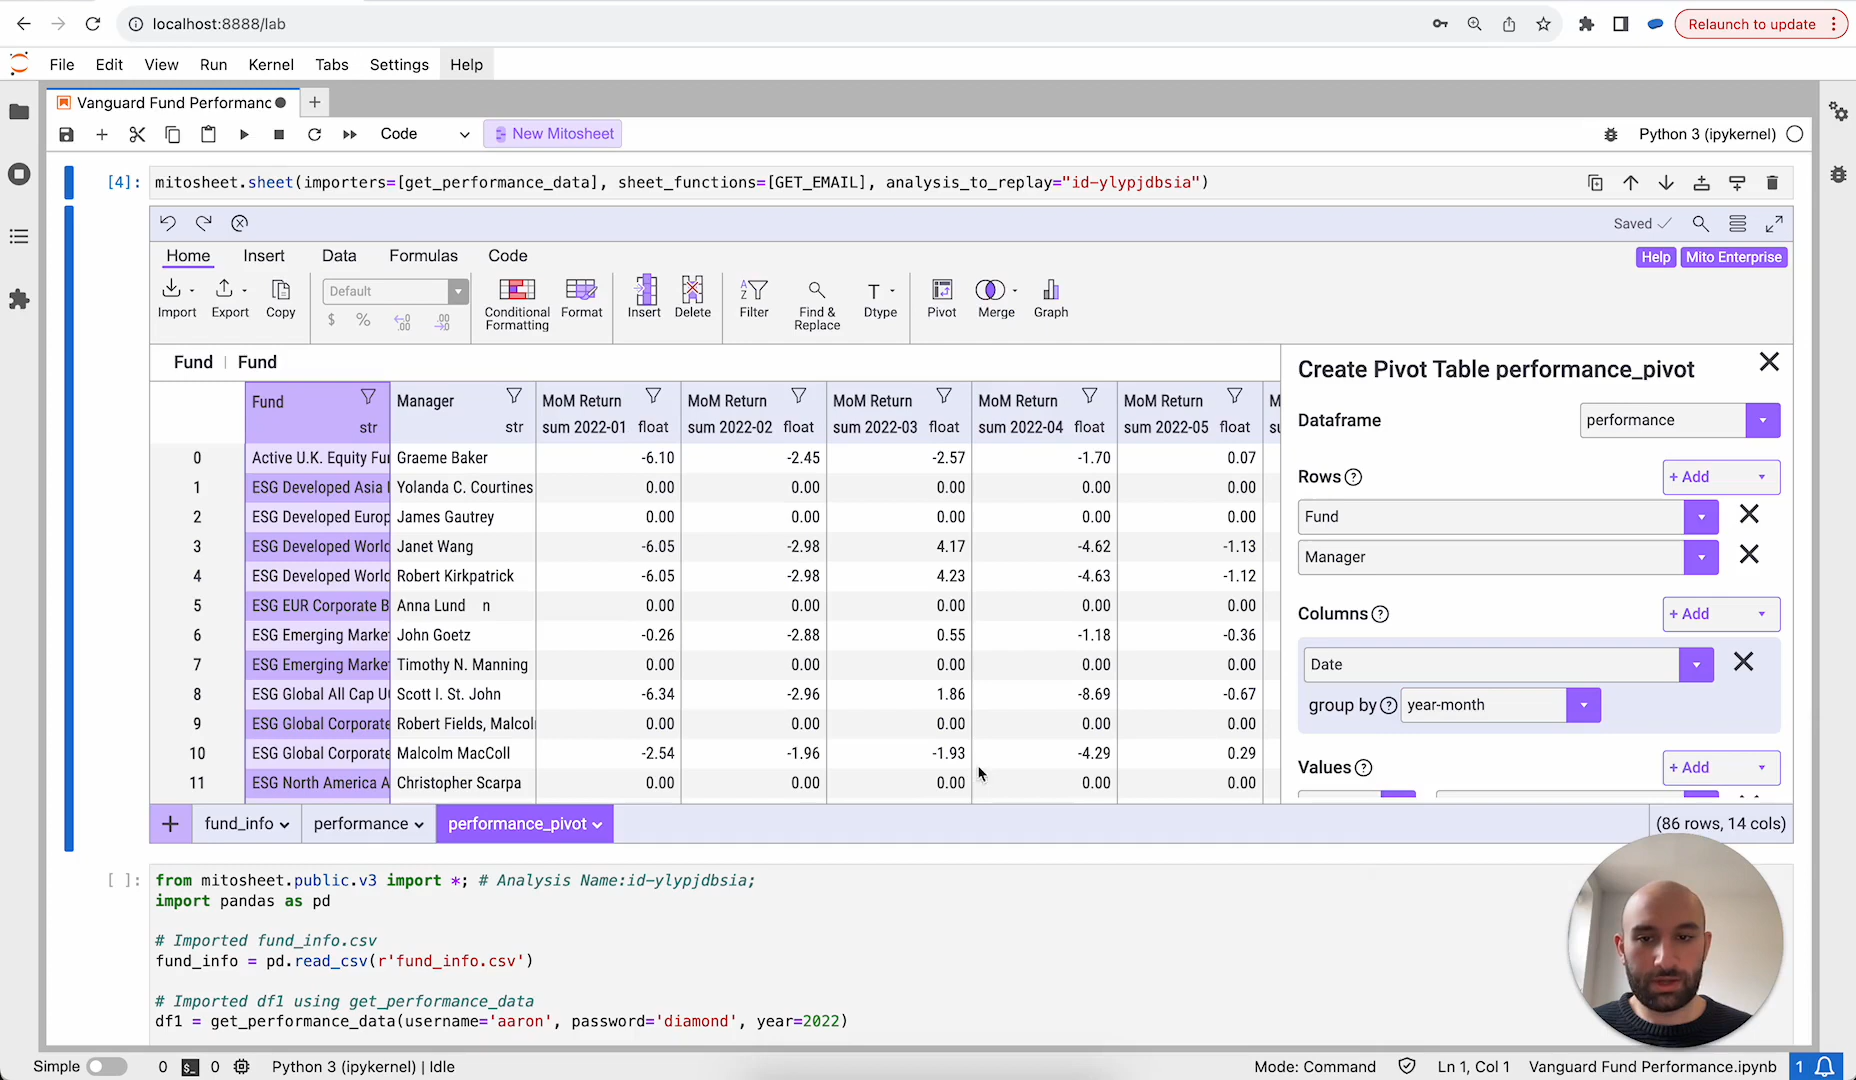 localhost:8888/lab
Relaunch to update
File Edit View Run Kernel Tabs Settings Help
Vanguard Fund Performanc
Code New Mitosheet Python 3 (ipykernel)
[4]: mitosheet.sheet(importers=[get_performance_data], sheet_functions=[GET_EMAIL], analysis_to_replay="id-ylypjdbsia")
Saved
Home Insert Data Formulas Code Help Mito Enterprise
Default
$ %
Import Export Copy Conditional Formatting Format Insert Delete Filter Find & Replace Dtype Pivot Merge Graph
Fund | Fund
Fund Manager MoM Return MoM Return MoM Return MoM Return MoM Return M
str str sum 2022-01 float sum 2022-02 float sum 2022-03 float sum 2022-04 float sum 2022-05 float
0 Active U.K. Equity Fu Graeme Baker -6.10 -2.45 -2.57 -1.70 0.07
1 ESG Developed Asia Yolanda C. Courtines 0.00 0.00 0.00 0.00 0.00
2 ESG Developed Europ James Gautrey 0.00 0.00 0.00 0.00 0.00
3 ESG Developed World Janet Wang -6.05 -2.98 4.17 -4.62 -1.13
4 ESG Developed World Robert Kirkpatrick -6.05 -2.98 4.23 -4.63 -1.12
5 ESG EUR Corporate B Anna Lund n 0.00 0.00 0.00 0.00 0.00
6 ESG Emerging Marke John Goetz -0.26 -2.88 0.55 -1.18 -0.36
7 ESG Emerging Marke Timothy N. Manning 0.00 0.00 0.00 0.00 0.00
8 ESG Global All Cap U Scott I. St. John -6.34 -2.96 1.86 -8.69 -0.67
9 ESG Global Corporate Robert Fields, Malcol 0.00 0.00 0.00 0.00 0.00
10 ESG Global Corporate Malcolm MacColl -2.54 -1.96 -1.93 -4.29 0.29
11 ESG North America A Christopher Scarpa 0.00 0.00 0.00 0.00 0.00
Create Pivot Table performance_pivot
Dataframe performance
Rows + Add
Fund
Manager
Columns + Add
Date
group by year-month
Values + Add
+ fund_info performance performance_pivot (86 rows, 14 cols)
[ ]: from mitosheet.public.v3 import *; # Analysis Name:id-ylypjdbsia;
import pandas as pd
# Imported fund_info.csv
fund_info = pd.read_csv(r'fund_info.csv')
# Imported df1 using get_performance_data
df1 = get_performance_data(username='aaron', password='diamond', year=2022)
Simple 0 0 Python 3 (ipykernel) | Idle Mode: Command Ln 1, Col 1 Vanguard Fund Performance.ipynb 1